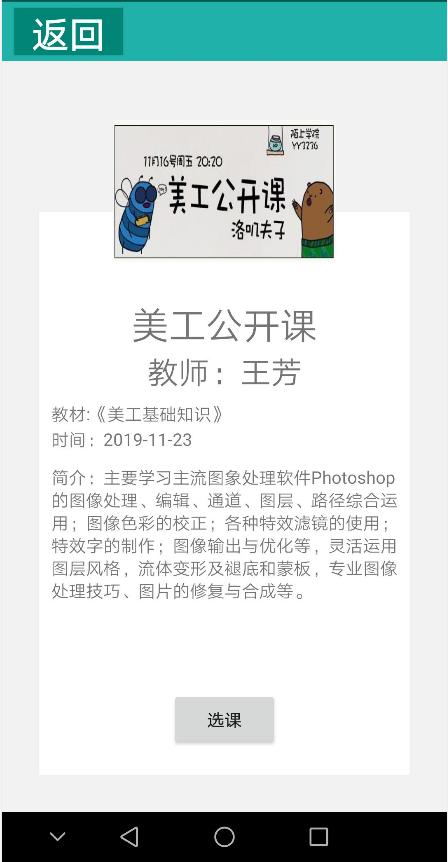 返回
陌上学院
YY3276
11月16号周五 20:20
美工公开课
洛叽夫子
美工公开课
教师：王芳
教材:《美工基础知识》
时间：2019-11-23
简介：主要学习主流图象处理软件Photoshop
的图像处理、编辑、通道、图层、路径综合运
用；图像色彩的校正；各种特效滤镜的使用；
特效字的制作；图像输出与优化等，灵活运用
图层风格，流体变形及褪底和蒙板，专业图像
处理技巧、图片的修复与合成等。
选课